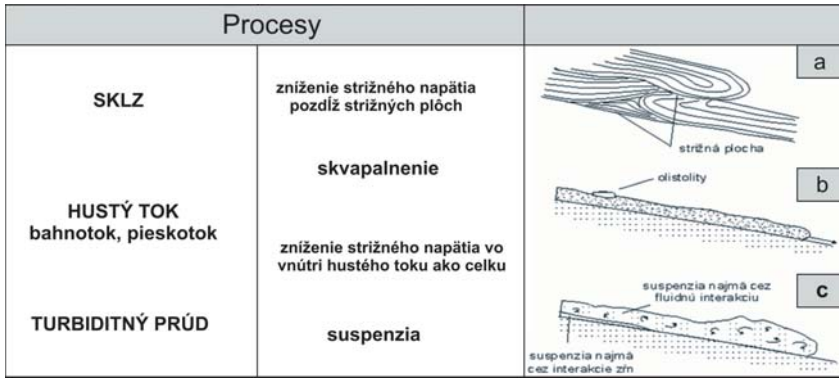 Procesy
SKLZ
zníženie strižného napätia
pozdĺž strižných plôch
a
strižná plocha
skvapalnenie
HUSTÝ TOK
bahnotok, pieskotok
zníženie strižného napätia vo
vnútri hustého toku ako celku
b
olistolity
TURBIDITNÝ PRÚD
suspenzia
c
suspenzia najmä cez
fluidnú interakciu
suspenzia najmä
cez interakcie zŕn